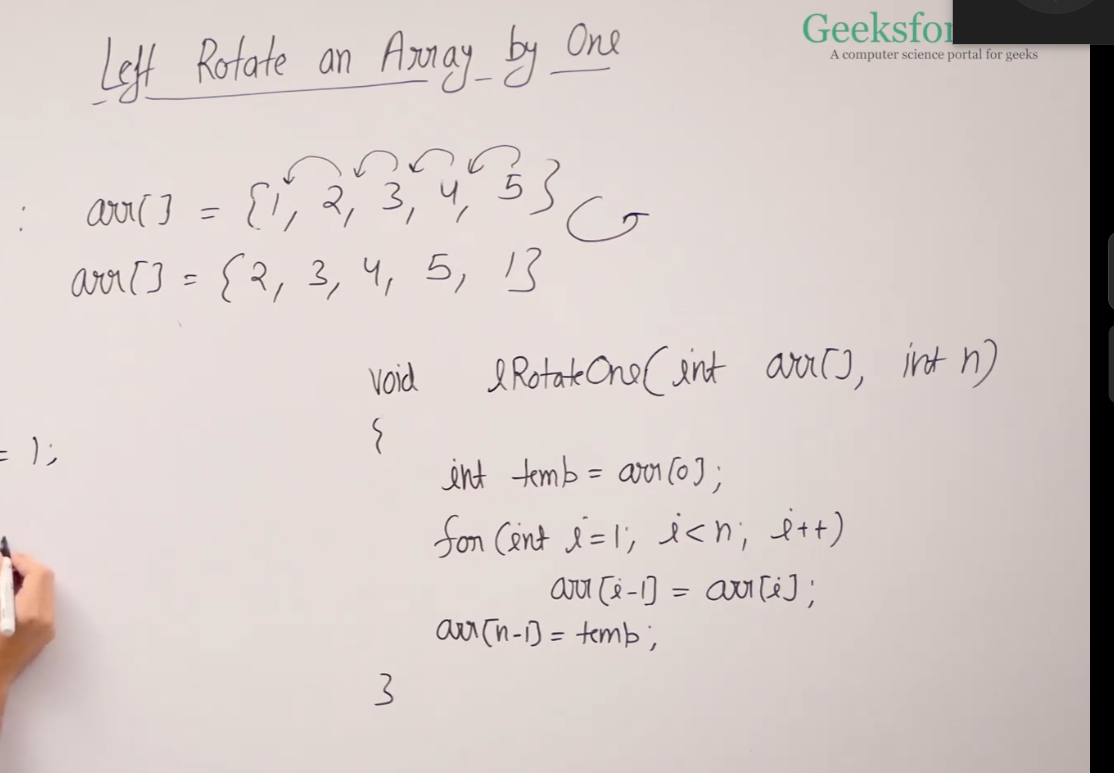 Left Rotate an Array by One
A computer science portal for geeks
: arr[] = {1, 2, 3, 4, 5}
arr[] = {2, 3, 4, 5, 1}
void lRotateOne(int arr[], int n)
{
= 1;
int temp = arr[0];
for (int i=1; i<n; i++)
arr[i-1] = arr[i];
arr[n-1] = temp;
}